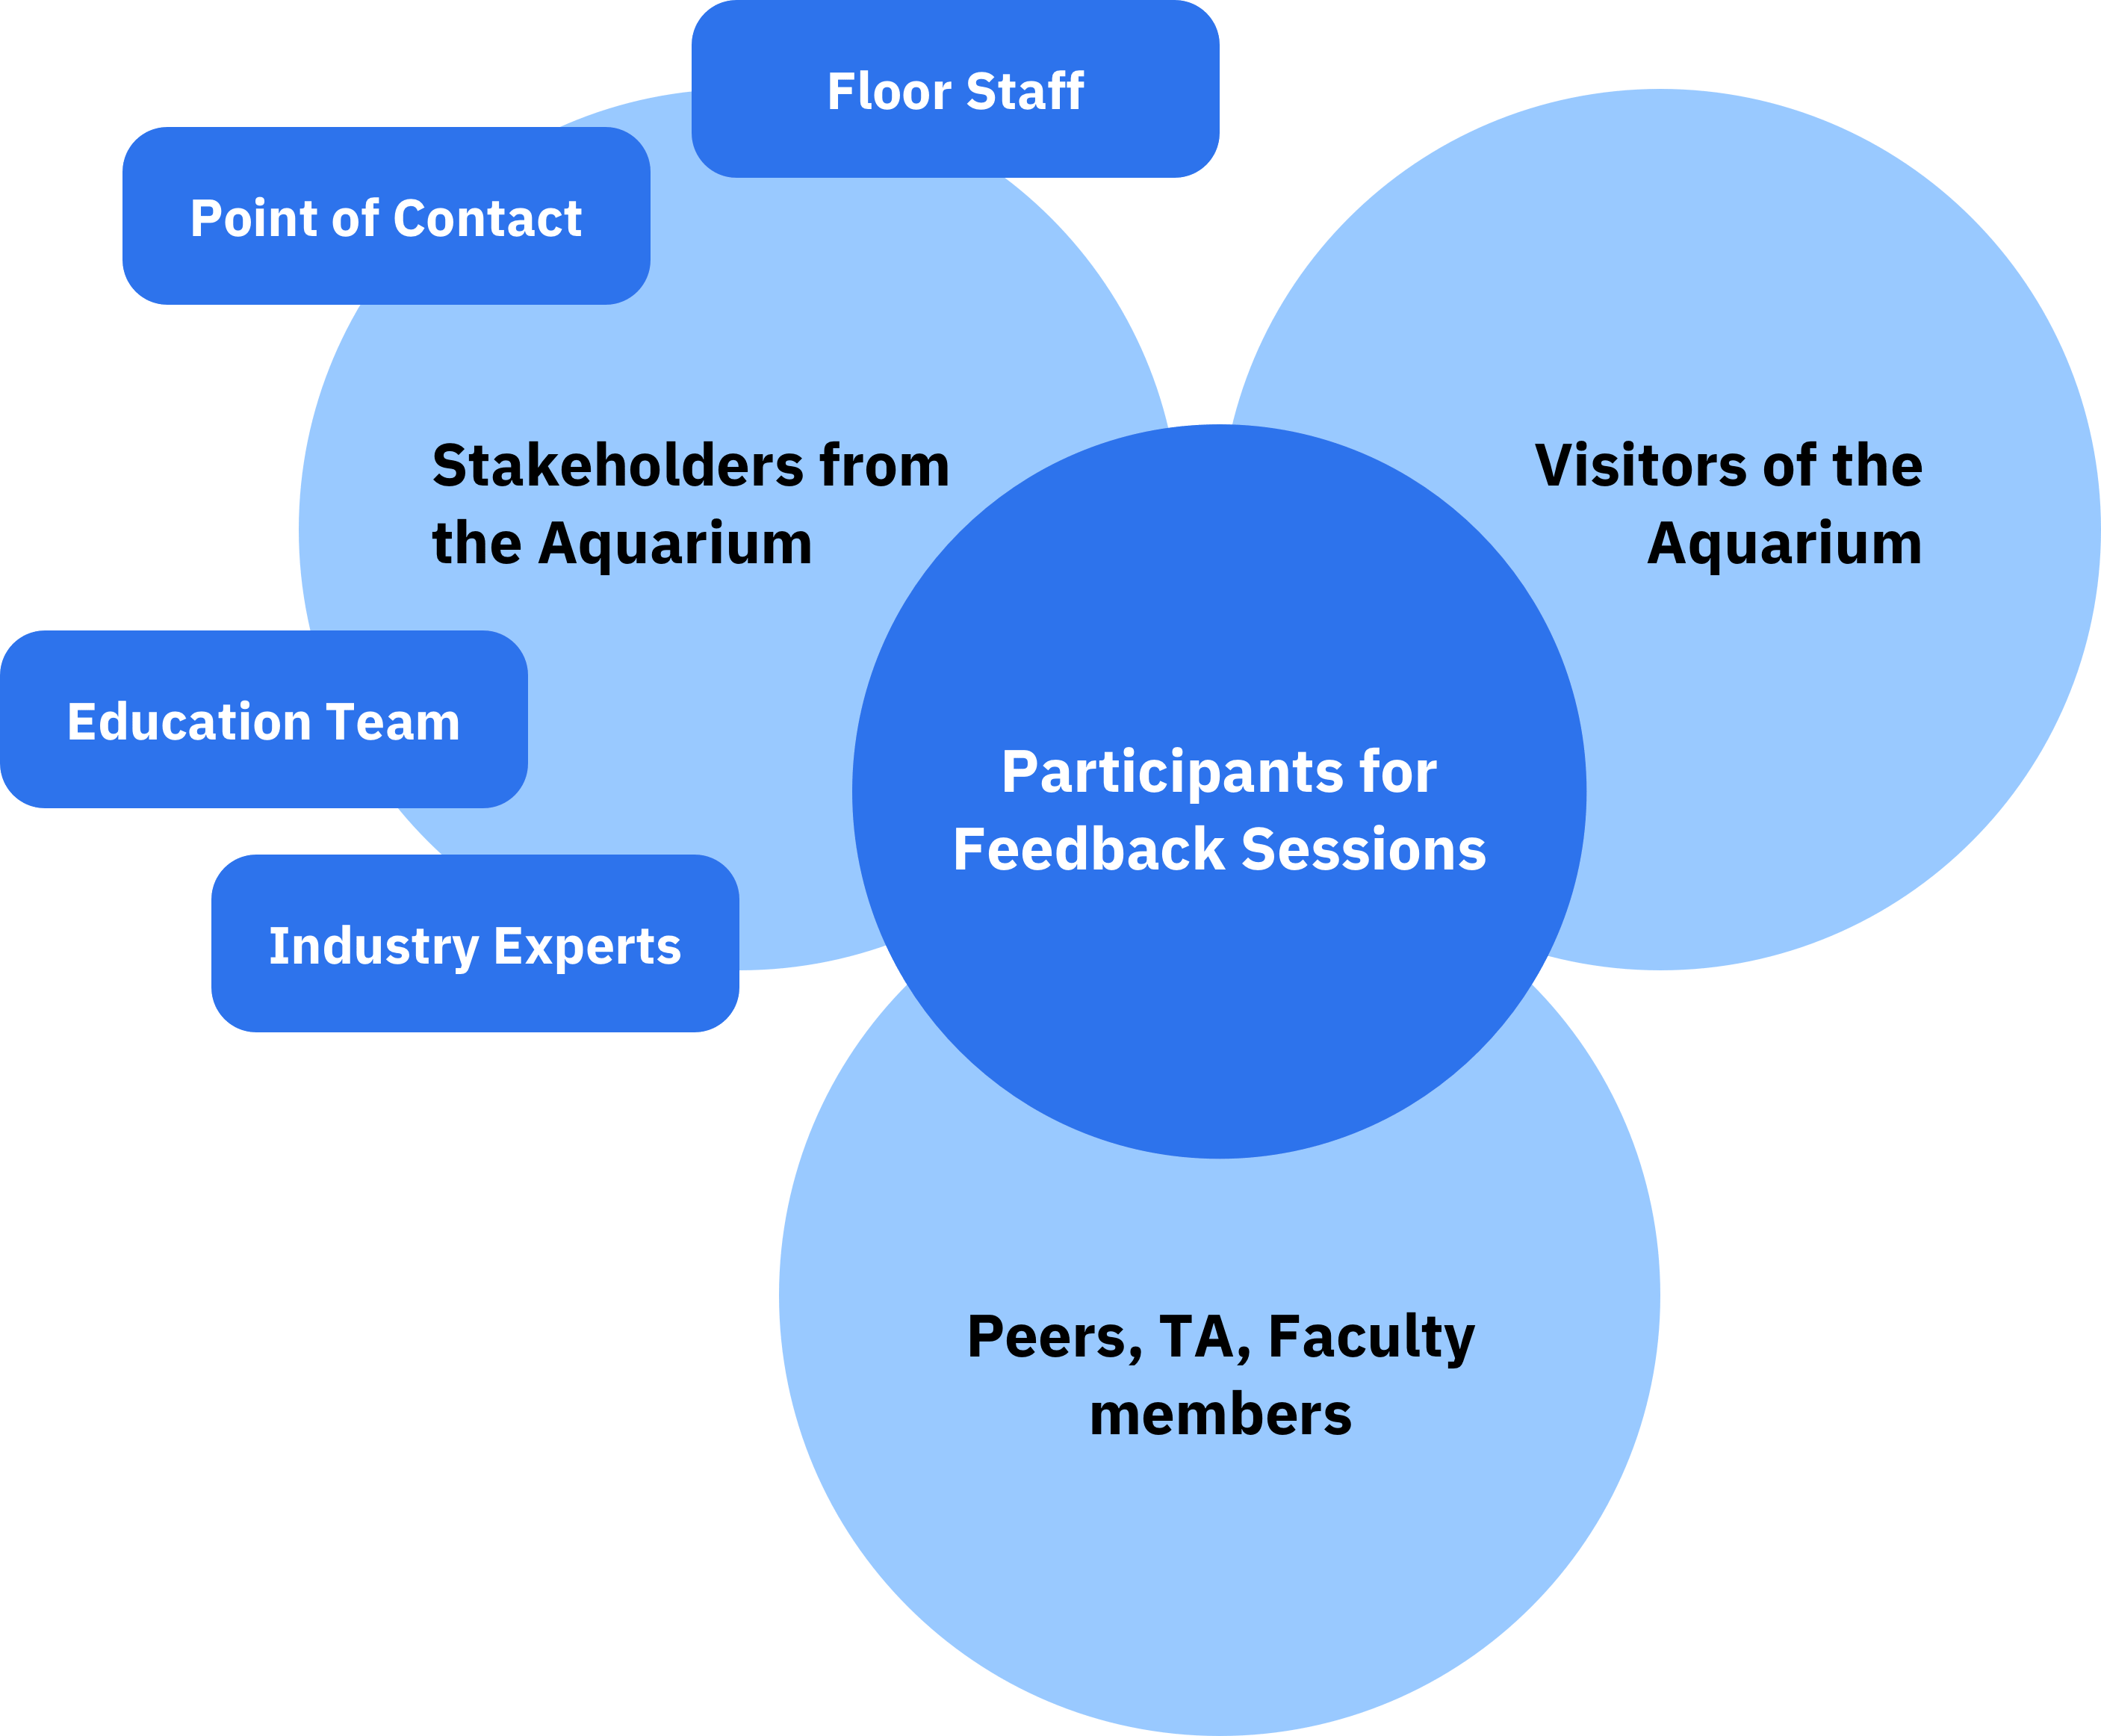 Floor Staff
Point of Contact
Stakeholders from
the Aquarium
Visitors of the
Aquarium
Education Team
Participants for
Feedback Sessions
Industry Experts
Peers, TA, Faculty
members